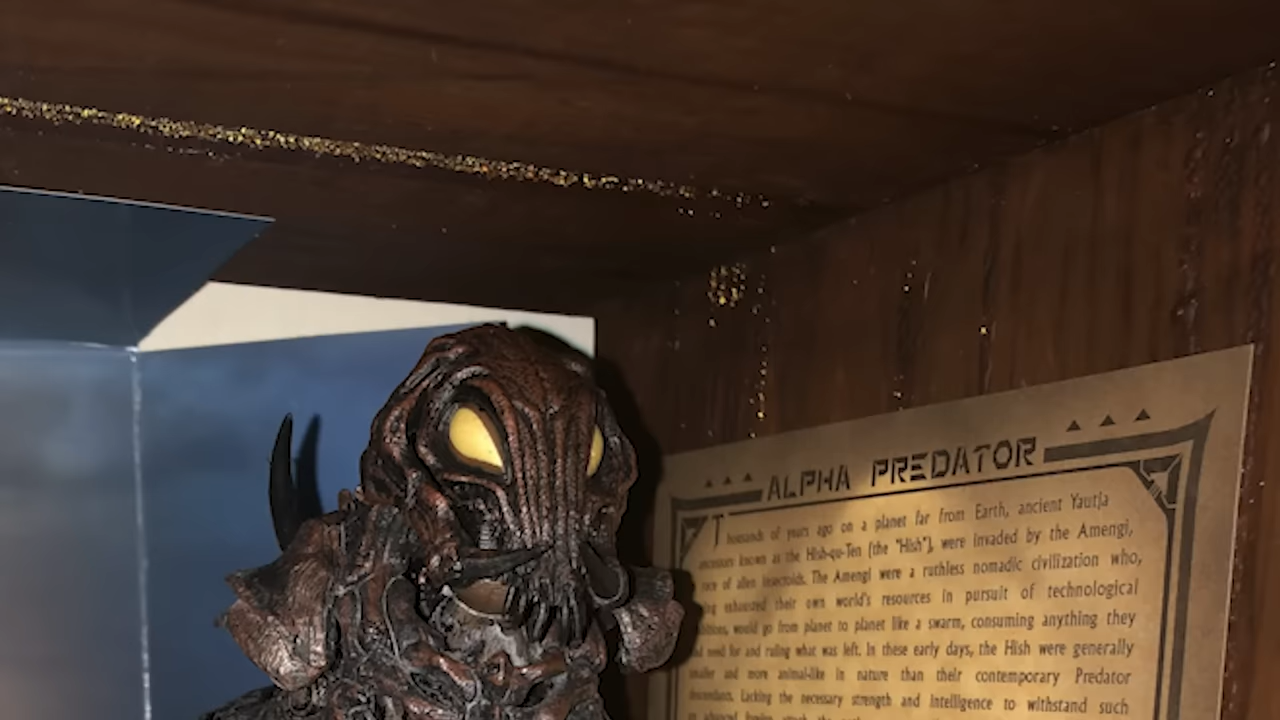 ALPHA PREDATOR
Thousands of years ago on a planet far from Earth, ancient Yautja
ancestors known as the Hish-qu-Ten (the "Hish"), were invaded by the Amengi,
race of alien insectoids. The Amengi were a ruthless nomadic civilization who,
exhausted their own world's resources in pursuit of technological
would go from planet to planet like a swarm, consuming anything they
need for and ruling what was left. In these early days, the Hish were generally
smaller and more animal-like in nature than their contemporary Predator
descendants. Lacking the necessary strength and intelligence to withstand such